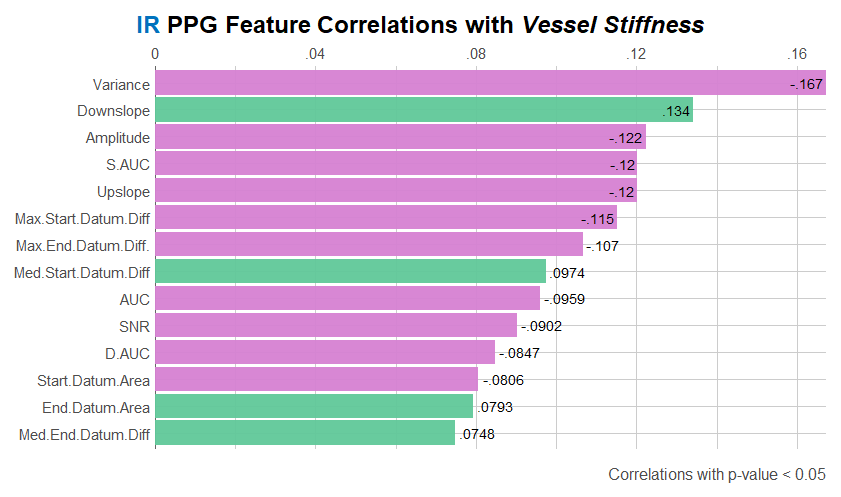 IR PPG Feature Correlations with Vessel Stiffness
0 .04 .08 .12 .16
Variance -.167
Downslope .134
Amplitude -.122
S.AUC -.12
Upslope -.12
Max.Start.Datum.Diff -.115
Max.End.Datum.Diff. -.107
Med.Start.Datum.Diff .0974
AUC -.0959
SNR -.0902
D.AUC -.0847
Start.Datum.Area -.0806
End.Datum.Area .0793
Med.End.Datum.Diff .0748
Correlations with p-value < 0.05